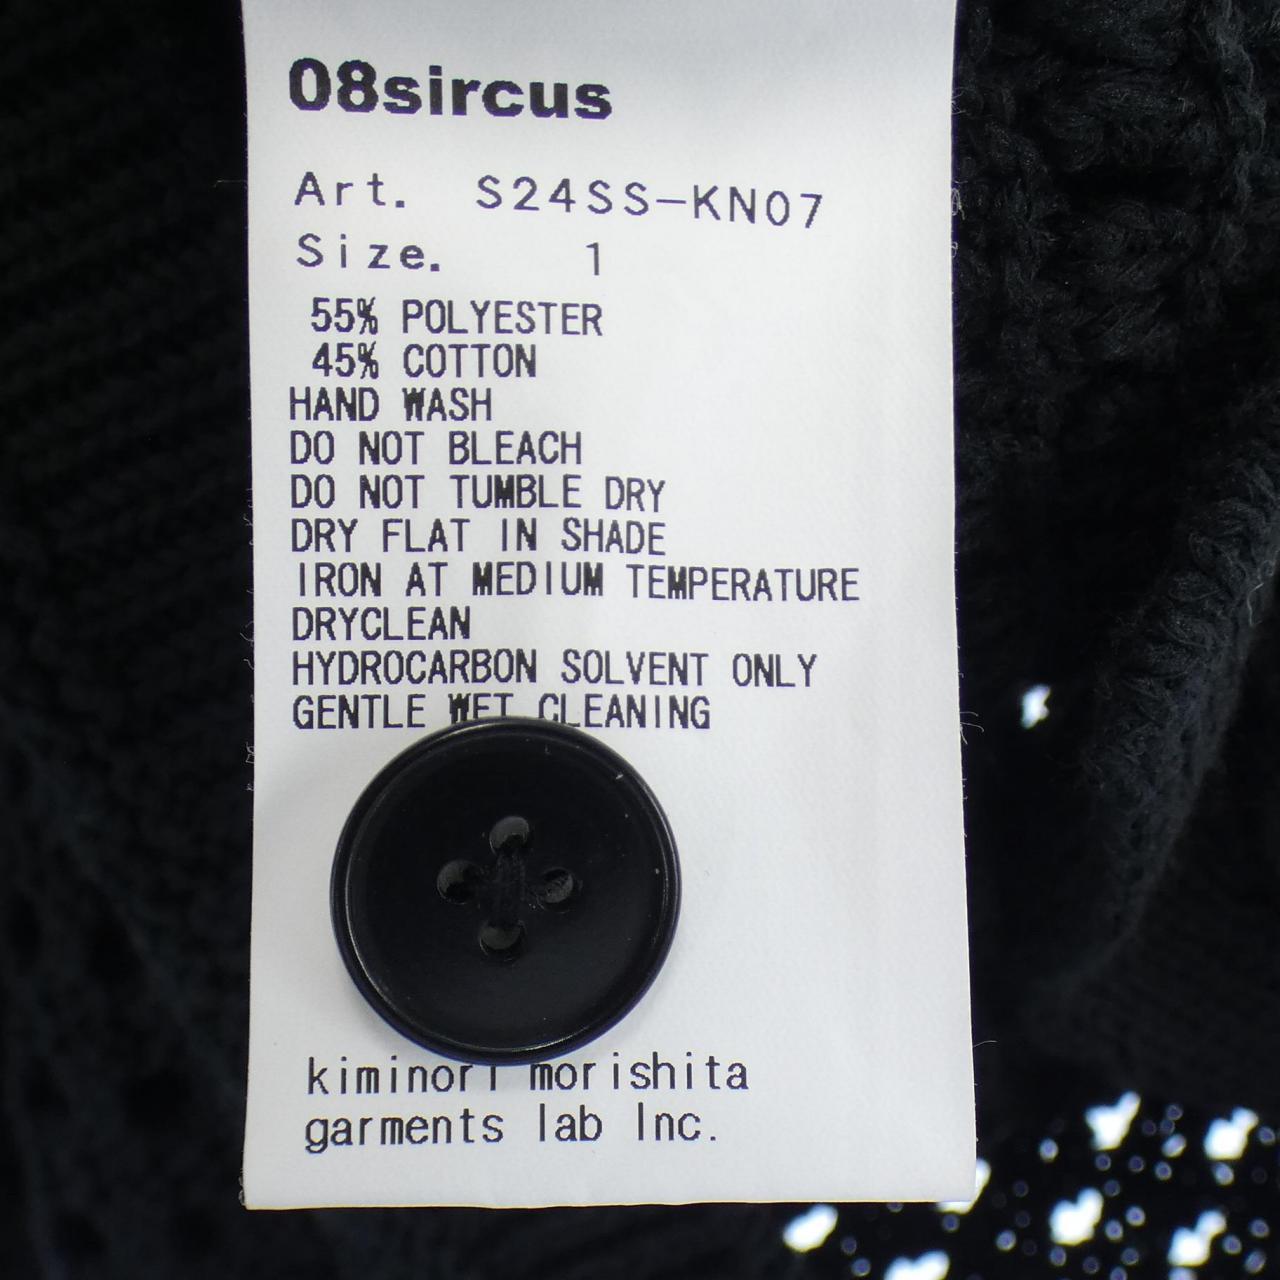 08sircus
Art. S24SS-KN07
Size. 1
55% POLYESTER
45% COTTON
HAND WASH
DO NOT BLEACH
DO NOT TUMBLE DRY
DRY FLAT IN SHADE
IRON AT MEDIUM TEMPERATURE
DRYCLEAN
HYDROCARBON SOLVENT ONLY
GENTLE WET CLEANING
kiminori morishita
garments lab Inc.